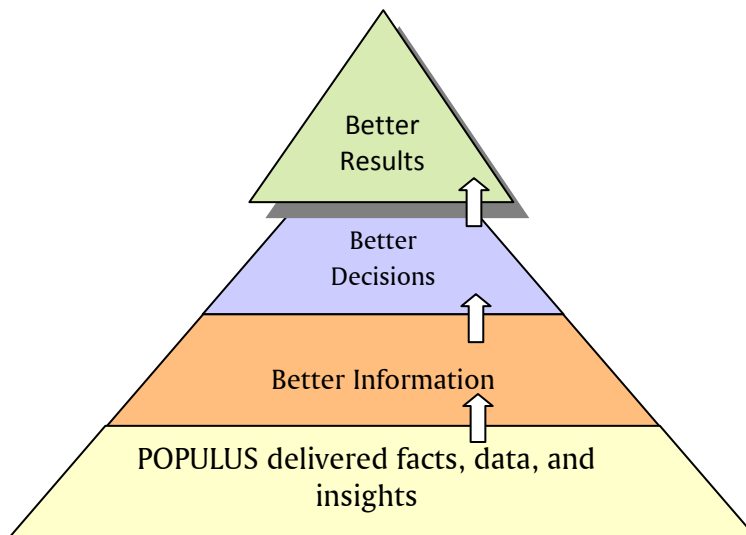 Better
Results
Better
Decisions
Better Information
POPULUS delivered facts, data, and
insights